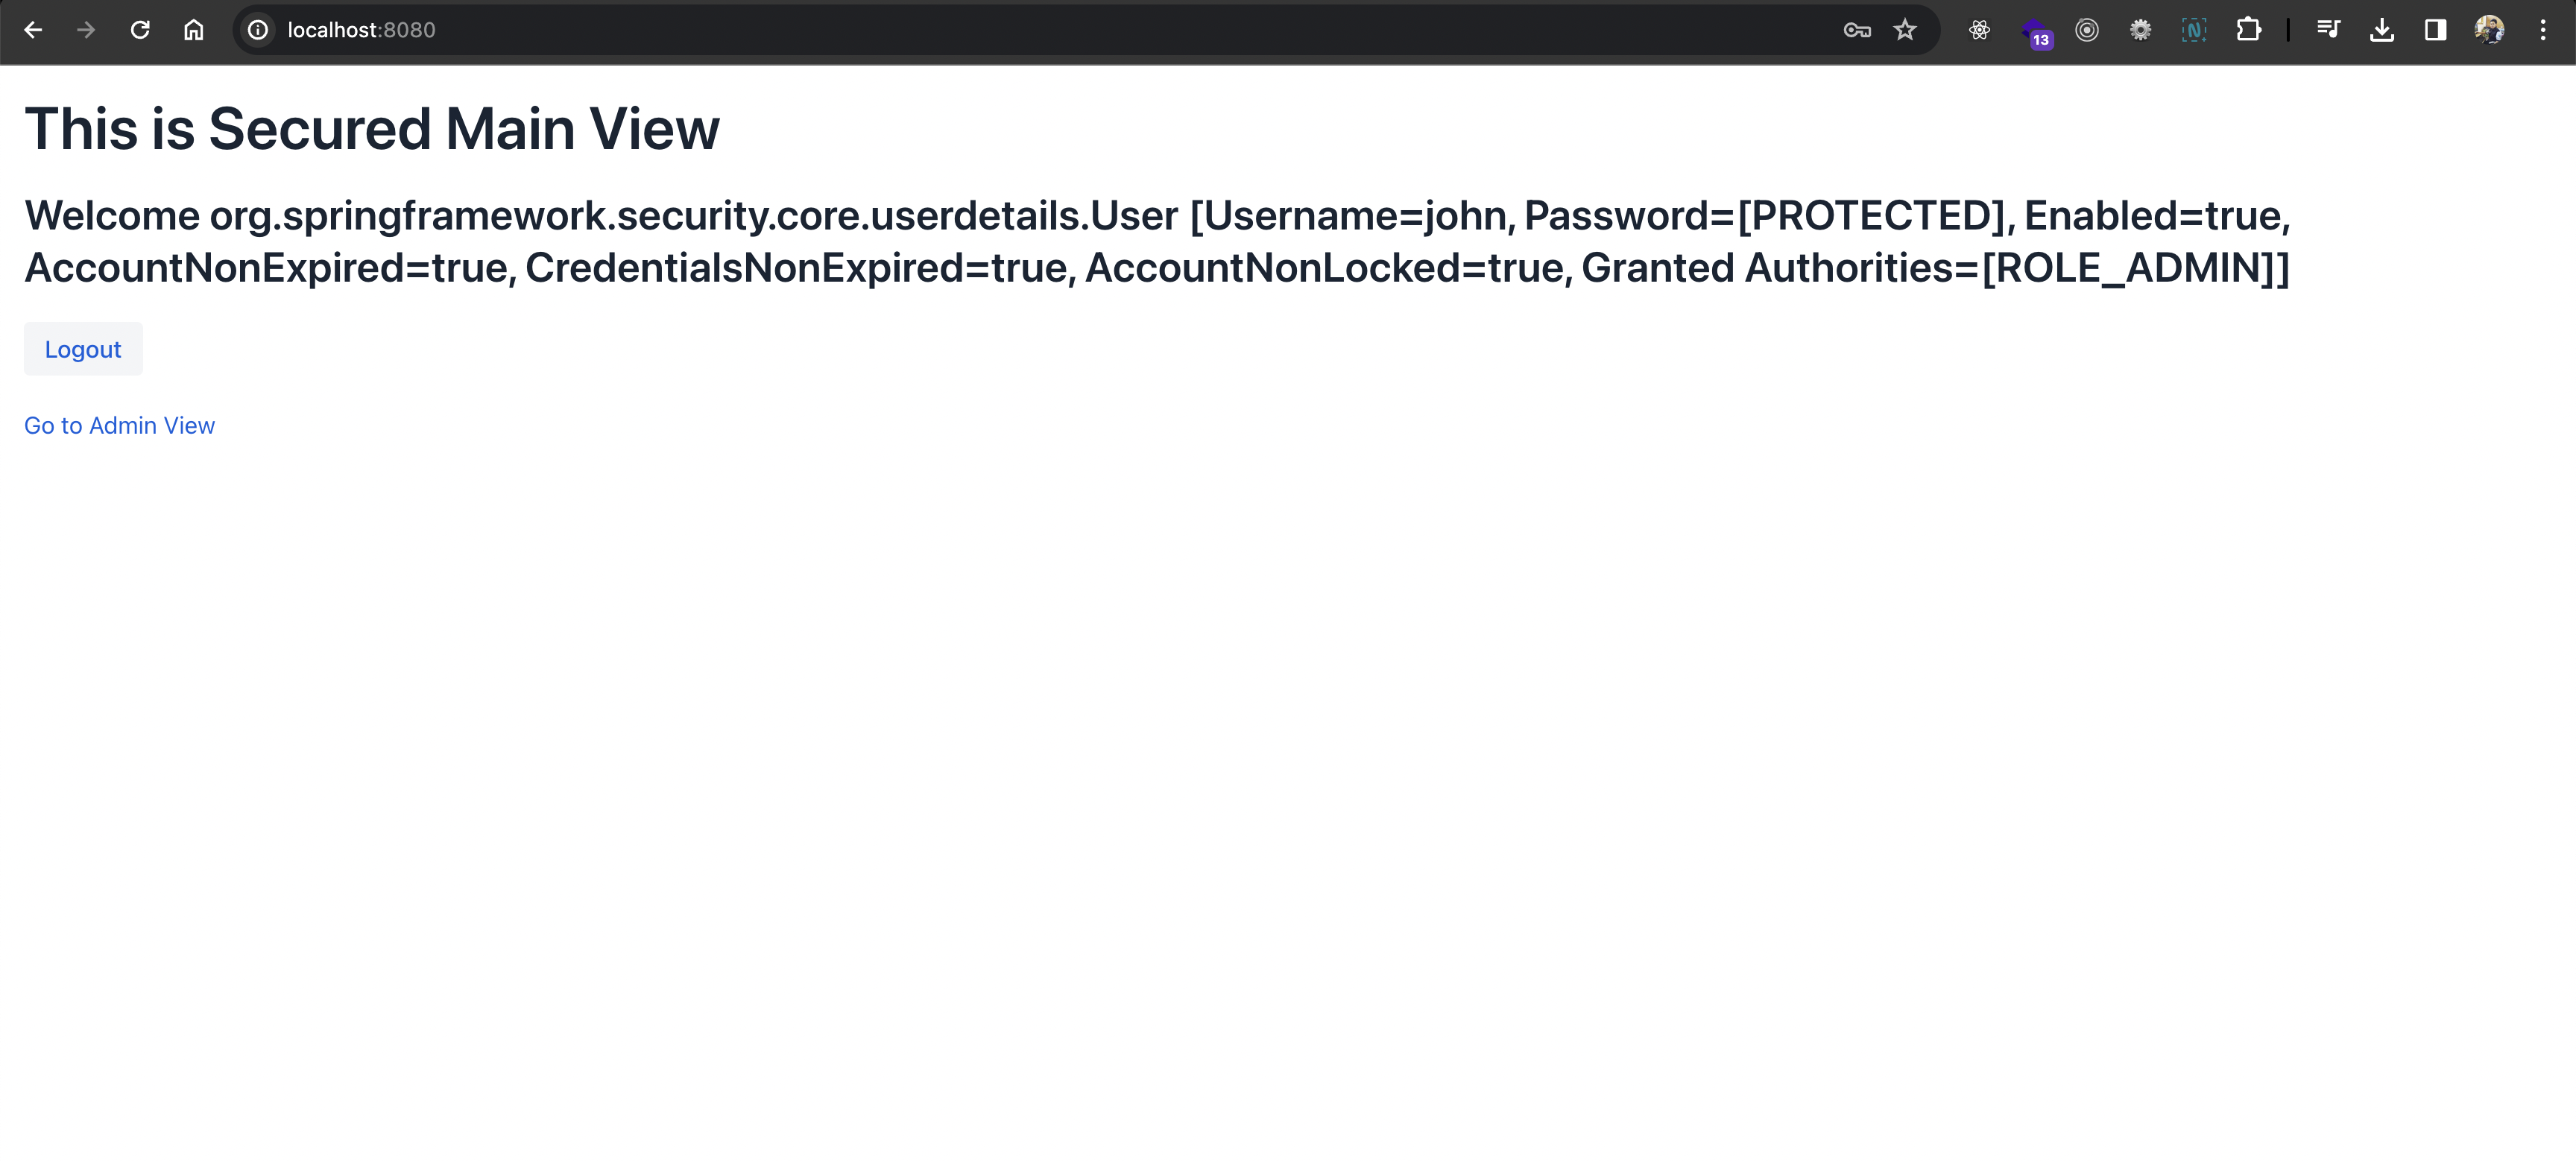 localhost:8080
13
This is Secured Main View
Welcome org.springframework.security.core.userdetails.User [Username=john, Password=[PROTECTED], Enabled=true,
AccountNonExpired=true, CredentialsNonExpired=true, AccountNonLocked=true, Granted Authorities=[ROLE_ADMIN]]
Logout
Go to Admin View